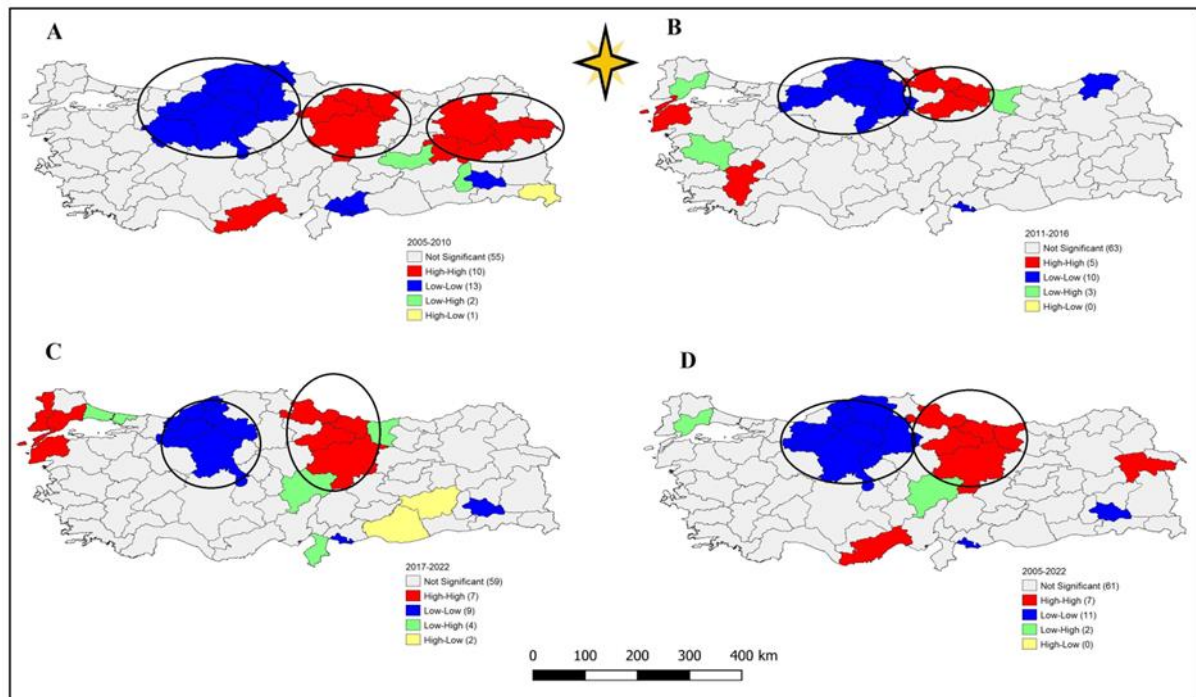 A
2005-2010
Not Significant (55)
High-High (10)
Low-Low (13)
Low-High (2)
High-Low (1)
B
2011-2016
Not Significant (63)
High-High (5)
Low-Low (10)
Low-High (3)
High-Low (0)
C
2017-2022
Not Significant (59)
High-High (7)
Low-Low (9)
Low-High (4)
High-Low (2)
D
2005-2022
Not Significant (61)
High-High (7)
Low-Low (11)
Low-High (2)
High-Low (0)
0 100 200 300 400 km